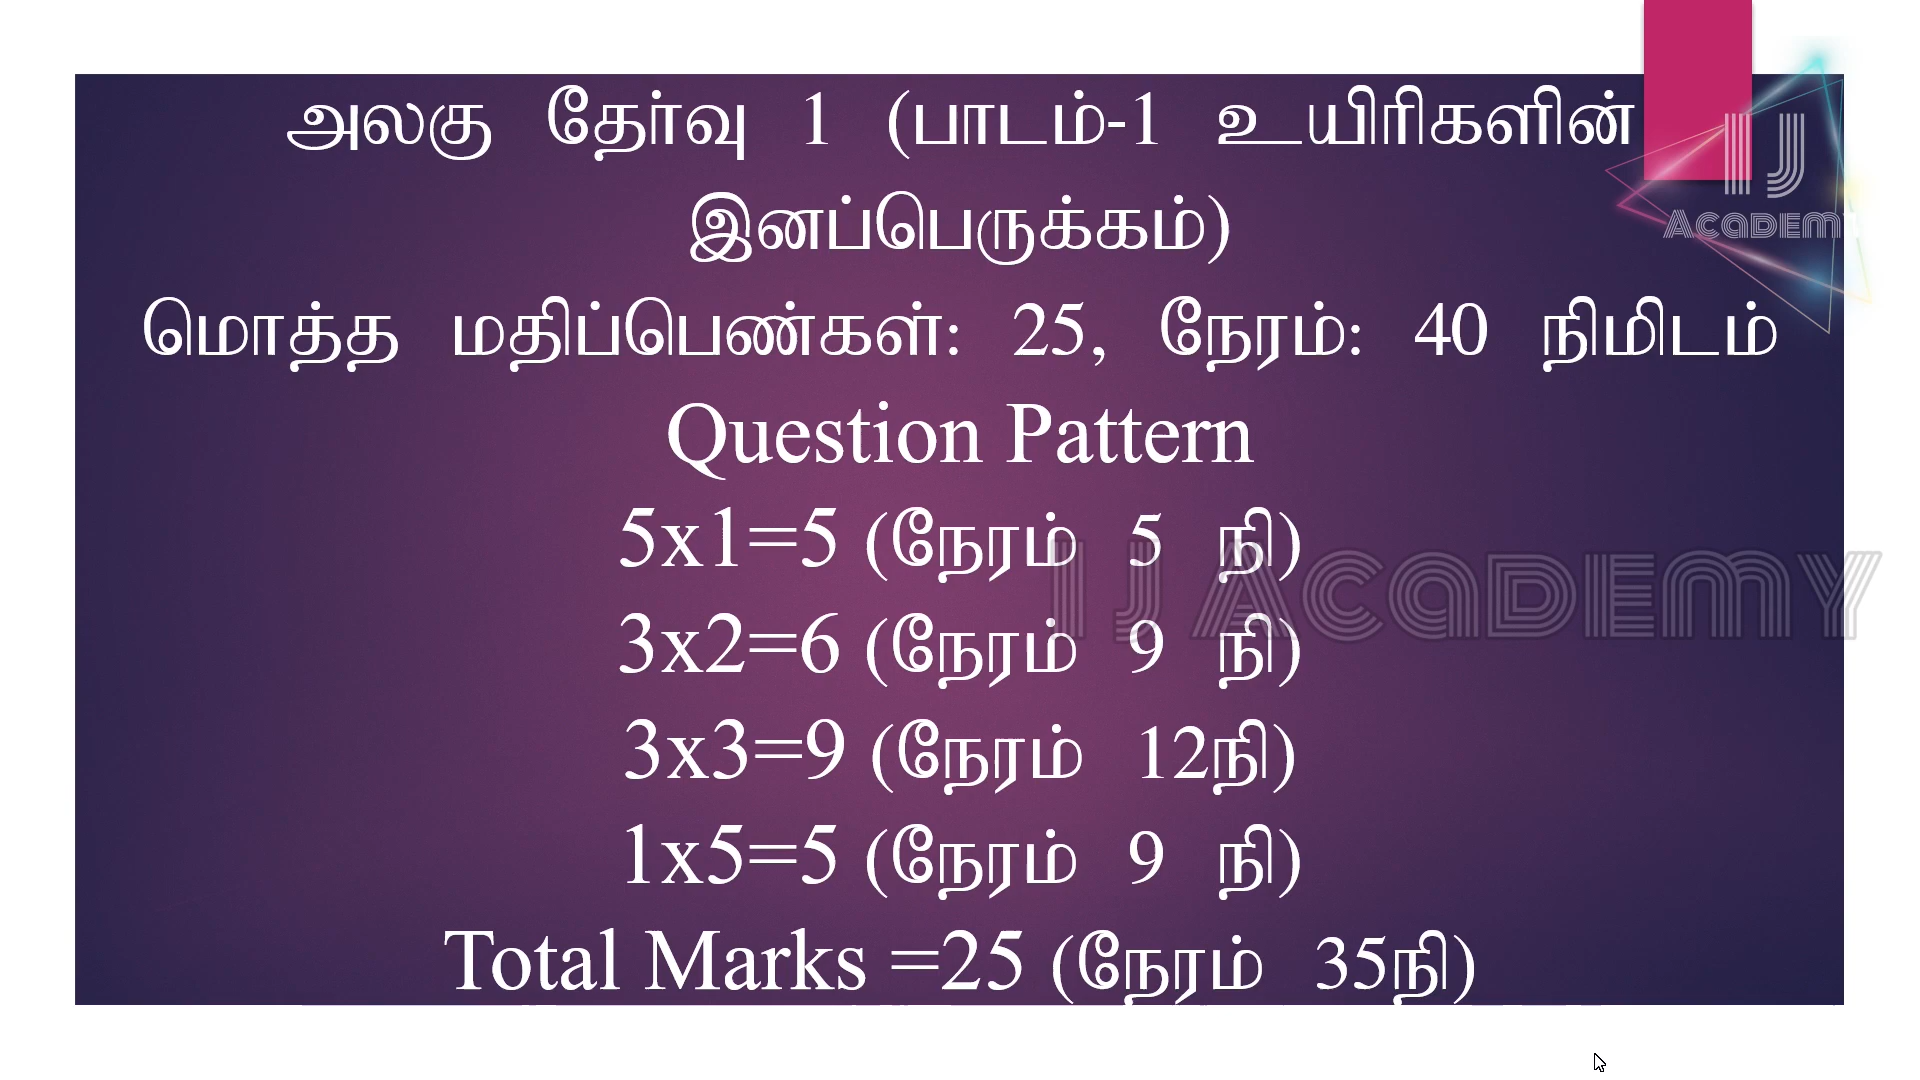 அலகு தேர்வு 1 (பாடம்-1 உயிரிகளின்
இனப்பெருக்கம்)
மொத்த மதிப்பெண்கள்: 25, நேரம்: 40 நிமிடம்
Question Pattern
5x1=5 (நேரம் 5 நி)
3x2=6 (நேரம் 9 நி)
3x3=9 (நேரம் 12நி)
1x5=5 (நேரம் 9 நி)
Total Marks =25 (நேரம் 35நி)
IJ
ACADEMY
IJ ACADEMY